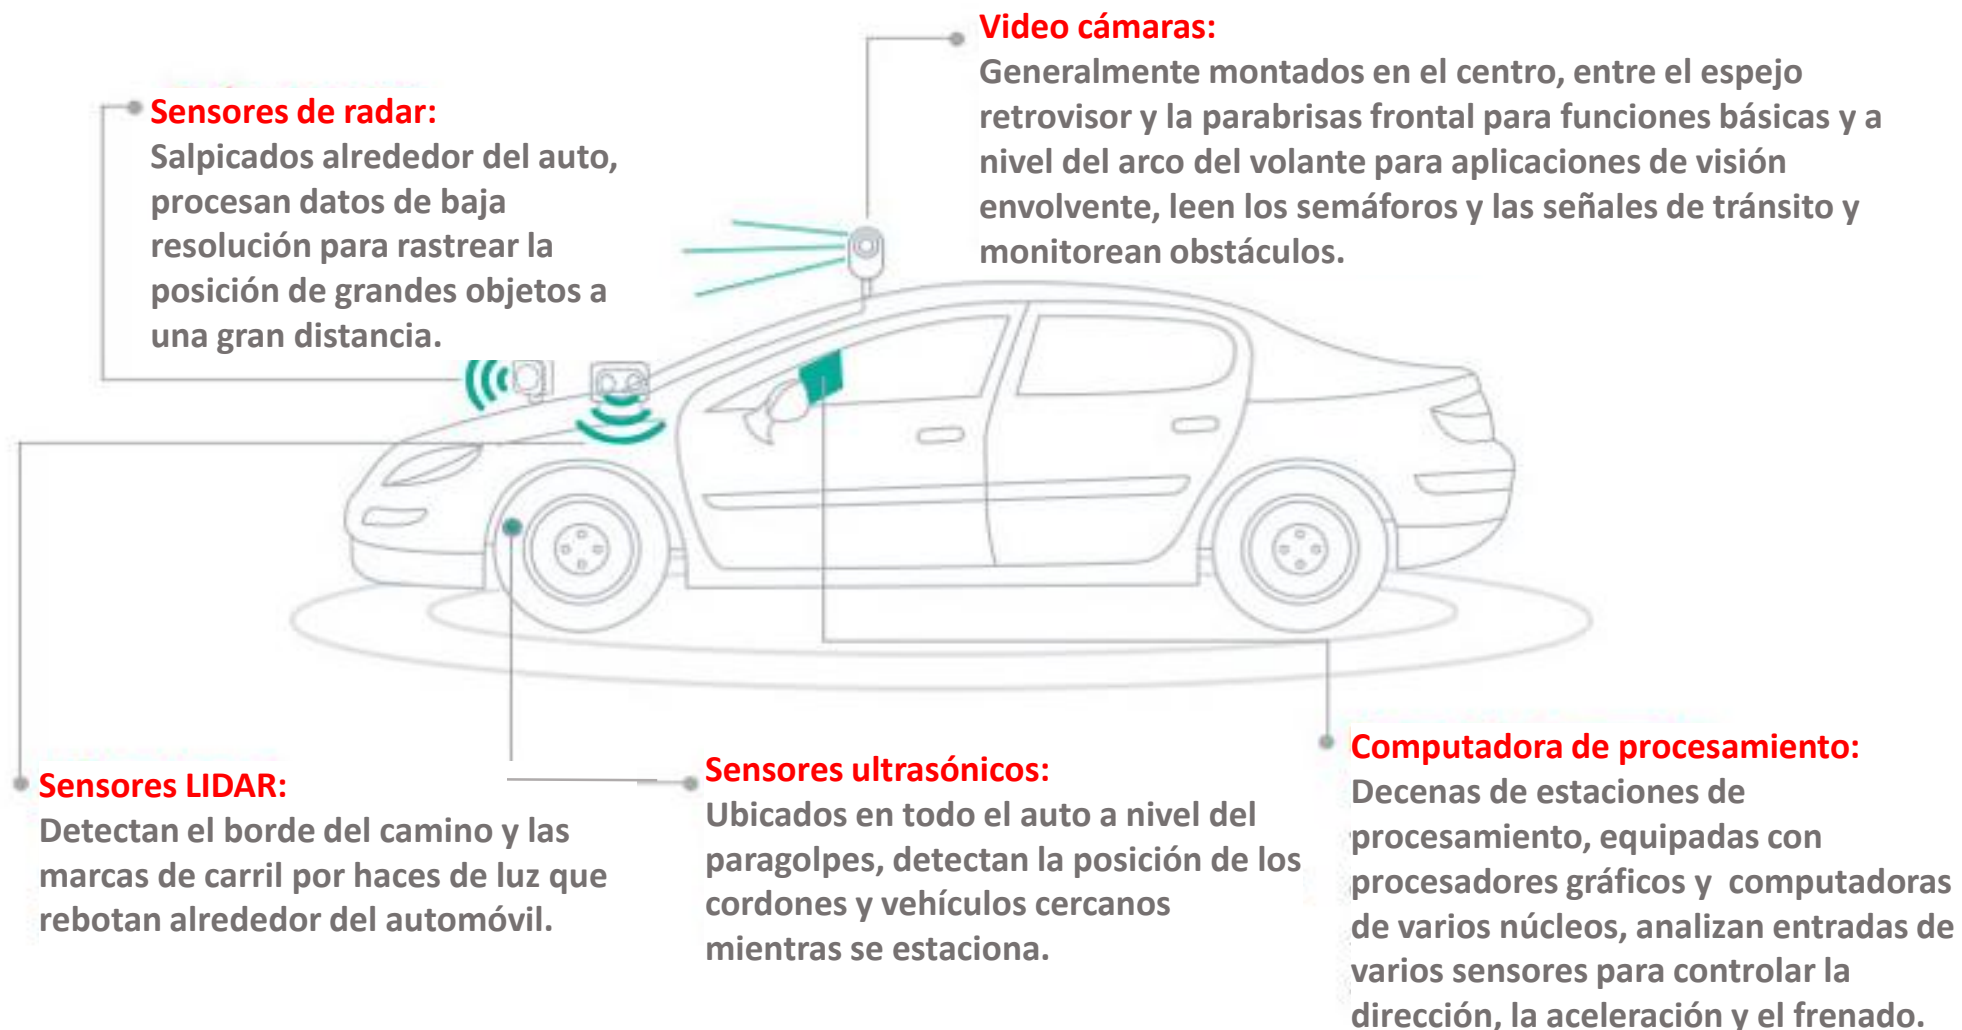 Video cámaras:
Generalmente montados en el centro, entre el espejo
retrovisor y la parabrisas frontal para funciones básicas y a
nivel del arco del volante para aplicaciones de visión
envolvente, leen los semáforos y las señales de tránsito y
monitorean obstáculos.
Sensores de radar:
Salpicados alrededor del auto,
procesan datos de baja
resolución para rastrear la
posición de grandes objetos a
una gran distancia.
Sensores LIDAR:
Detectan el borde del camino y las
marcas de carril por haces de luz que
rebotan alrededor del automóvil.
Sensores ultrasónicos:
Ubicados en todo el auto a nivel del
paragolpes, detectan la posición de los
cordones y vehículos cercanos
mientras se estaciona.
Computadora de procesamiento:
Decenas de estaciones de
procesamiento, equipadas con
procesadores gráficos y  computadoras
de varios núcleos, analizan entradas de
varios sensores para controlar la
dirección, la aceleración y el frenado.